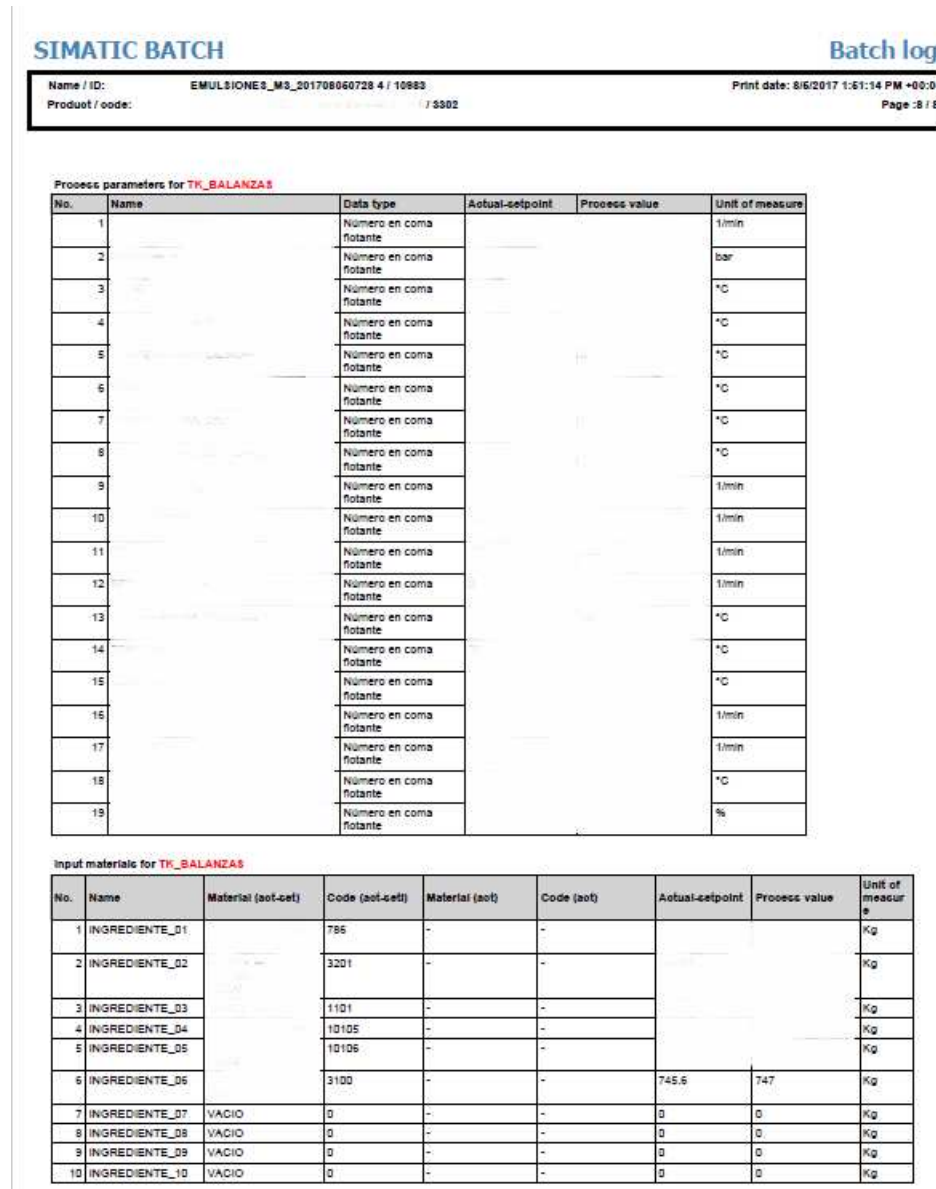 SIMATIC BATCH Batch log
Name / ID: EMULSIONES_MS_201708050728 4 / 10983 Print date: 8/5/2017 1:51:14 PM +00:0
Product / code: / 3302 Page :8 / 8
Process parameters for TK_BALANZAS
No. Name Data type Actual-setpoint Process value Unit of measure
1 Número en coma 1/min
flotante
2 Número en coma bar
flotante
3 Número en coma °C
flotante
4 Número en coma °C
flotante
5 Número en coma °C
flotante
6 Número en coma °C
flotante
7 Número en coma °C
flotante
8 Número en coma °C
flotante
9 Número en coma 1/min
flotante
10 Número en coma 1/min
flotante
11 Número en coma 1/min
flotante
12 Número en coma 1/min
flotante
13 Número en coma °C
flotante
14 Número en coma °C
flotante
15 Número en coma °C
flotante
16 Número en coma 1/min
flotante
17 Número en coma 1/min
flotante
18 Número en coma °C
flotante
19 Número en coma %
flotante
Input materials for TK_BALANZAS
No. Name Material (act-set) Code (act-set) Material (act) Code (act) Actual-setpoint Process value Unit of
measur
e
1 INGREDIENTE_01 786 - - Kg
2 INGREDIENTE_02 3201 - - Kg
3 INGREDIENTE_03 1101 - - Kg
4 INGREDIENTE_04 10105 - - Kg
5 INGREDIENTE_05 10106 - - Kg
6 INGREDIENTE_06 3100 - - 745.6 747 Kg
7 INGREDIENTE_07 VACIO 0 - - 0 0 Kg
8 INGREDIENTE_08 VACIO 0 - - 0 0 Kg
9 INGREDIENTE_09 VACIO 0 - - 0 0 Kg
10 INGREDIENTE_10 VACIO 0 - - 0 0 Kg